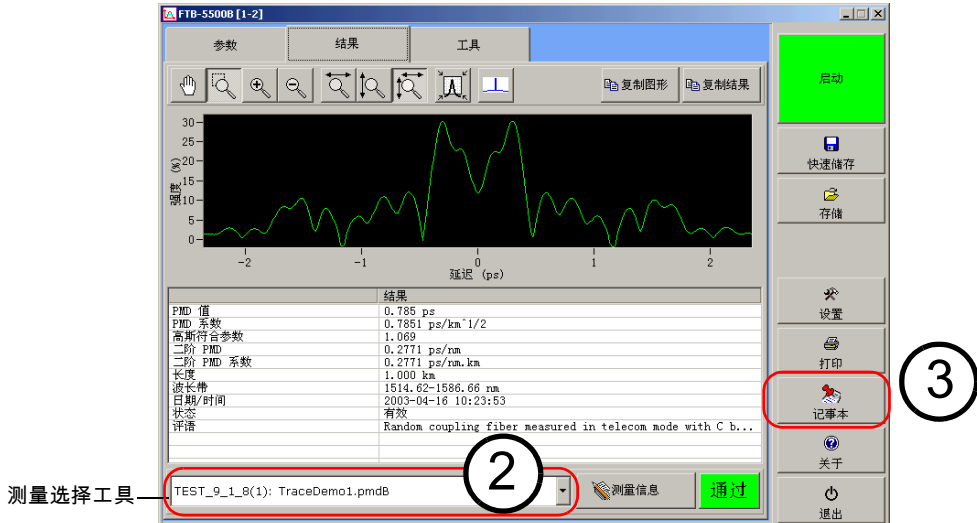 FTB-5500B [1-2]
参数 结果 工具
复制图形 复制结果
30
25
20
15
10
5
0
强度 (%)
-2 -1 0 1 2
延迟 (ps)
结果
PMD 值 0.785 ps
PMD 系数 0.7851 ps/km^1/2
高斯符合参数 1.069
二阶 PMD 0.2771 ps/nm
二阶 PMD 系数 0.2771 ps/nm.km
长度 1.000 km
波长带 1514.62-1586.66 nm
日期/时间 2003-04-16 10:23:53
状态 有效
评语 Random coupling fiber measured in telecom mode with C b...
测量选择工具
TEST_9_1_8(1): TraceDemo1.pmdB
2
测量信息
通过
启动
快速储存
存储
设置
打印
记事本
3
关于
退出